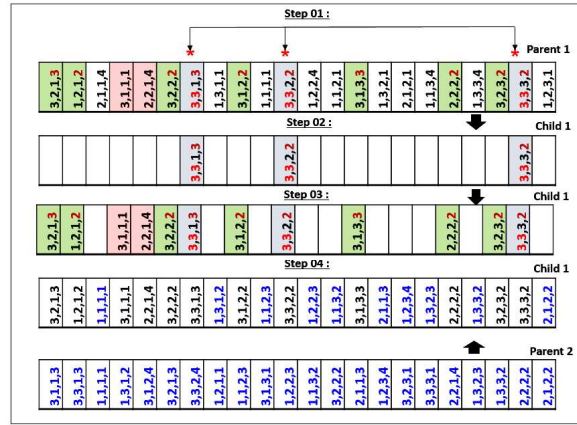 Step 01 :
* * *
Parent 1
3,2,1,3 1,2,1,2 2,1,1,4 3,1,1,1 2,2,1,4 3,2,2,2 3,3,1,3 1,3,1,1 3,1,2,2 1,1,1,1 3,3,2,2 1,2,2,4 1,1,2,1 3,1,3,3 1,3,2,1 2,1,2,1 1,1,3,4 2,2,2,2 1,3,3,4 3,2,3,2 3,3,3,2 1,2,3,1
Step 02 :
Child 1
3,3,1,3 3,3,2,2 3,3,3,2
Step 03 :
Child 1
3,2,1,3 1,2,1,2 3,1,1,1 2,2,1,4 3,2,2,2 3,3,1,3 3,1,2,2 3,3,2,2 3,1,3,3 2,2,2,2 3,2,3,2 3,3,3,2
Step 04 :
Child 1
3,2,1,3 1,2,1,2 1,1,1,1 3,1,1,1 2,2,1,4 3,2,2,2 3,3,1,3 1,3,1,2 3,1,2,2 1,1,2,3 3,3,2,2 1,2,2,3 1,1,3,2 3,1,3,3 2,1,1,3 1,2,3,4 1,3,2,3 2,2,2,2 1,3,3,2 3,2,3,2 3,3,3,2 2,1,2,2
Parent 2
3,1,1,3 3,3,1,3 1,1,1,1 1,3,1,2 3,1,2,4 3,2,1,3 3,3,2,4 1,2,1,1 1,1,2,3 3,1,3,1 1,2,2,3 1,1,3,2 3,2,2,2 2,1,1,3 1,2,3,4 3,2,3,1 3,3,3,1 2,2,1,4 1,3,2,3 1,3,3,2 2,2,2,2 2,1,2,2